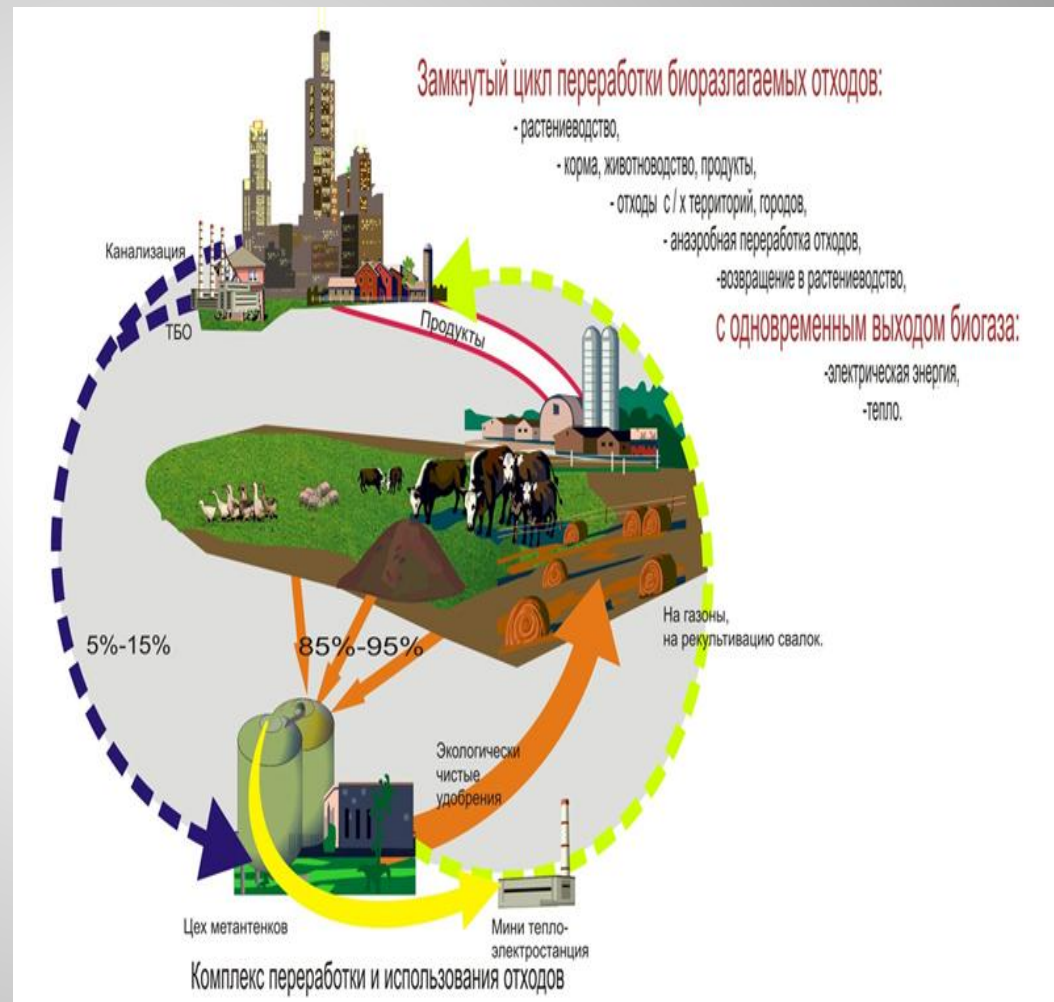 Замкнутый цикл переработки биоразлагаемых отходов:
- растениеводство,
- корма, животноводство, продукты,
- отходы с / х территорий, городов,
- анаэробная переработка отходов,
-возвращение в растениеводство,
с одновременным выходом биогаза:
-электрическая энергия,
-тепло.
Канализация
ТБО
Продукты
На газоны,
на рекультивацию свалок.
5%-15%
85%-95%
Экологически
чистые
удобрения
Цех метантенков
Мини тепло-
электростанция
Комплекс переработки и использования отходов